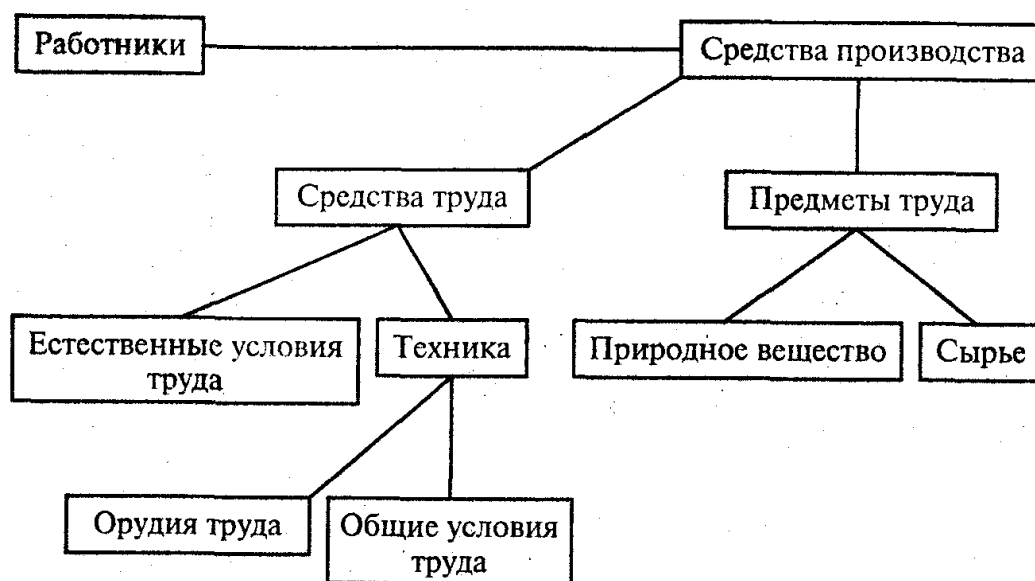 Работники
Средства производства
Средства труда
Предметы труда
Естественные условия
труда
Техника
Природное вещество
Сырье
Орудия труда
Общие условия
труда